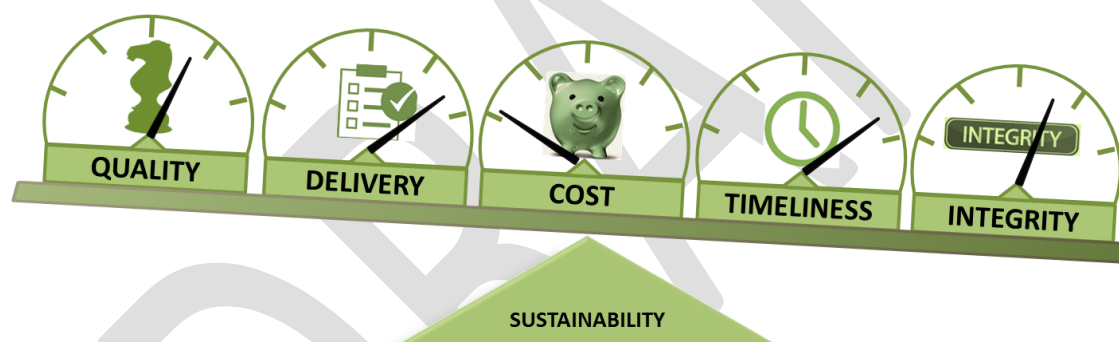 INTEGRITY
QUALITY
DELIVERY
COST
TIMELINESS
INTEGRITY
SUSTAINABILITY